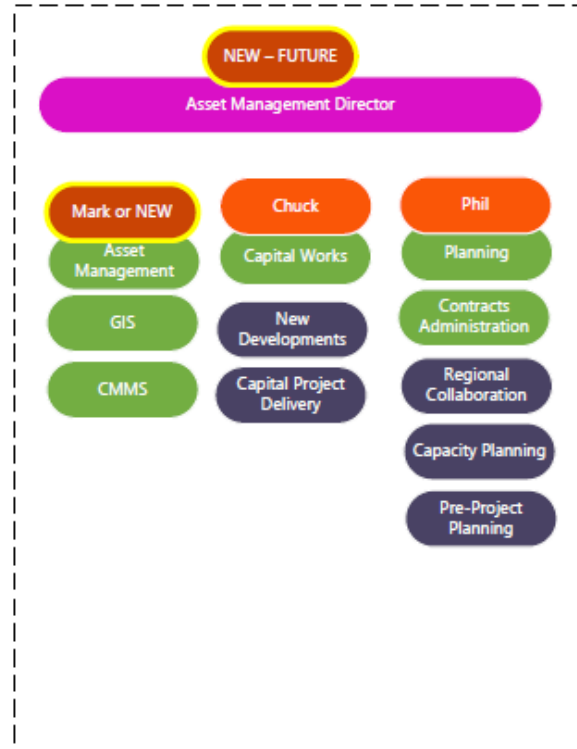 NEW – FUTURE
Asset Management Director
Mark or NEW
Asset
Management
GIS
CMMS
Chuck
Capital Works
New
Developments
Capital Project
Delivery
Phil
Planning
Contracts
Administration
Regional
Collaboration
Capacity Planning
Pre-Project
Planning